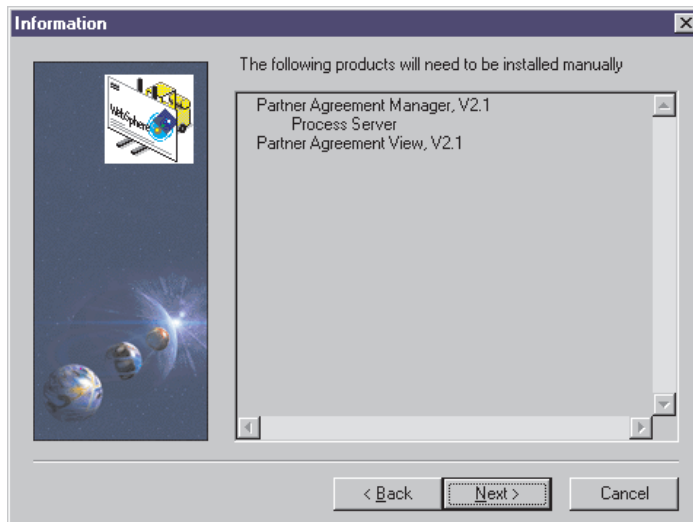 Information
The following products will need to be installed manually
WebSphere
Partner Agreement Manager, V2.1
Process Server
Partner Agreement View, V2.1
< Back
Next >
Cancel